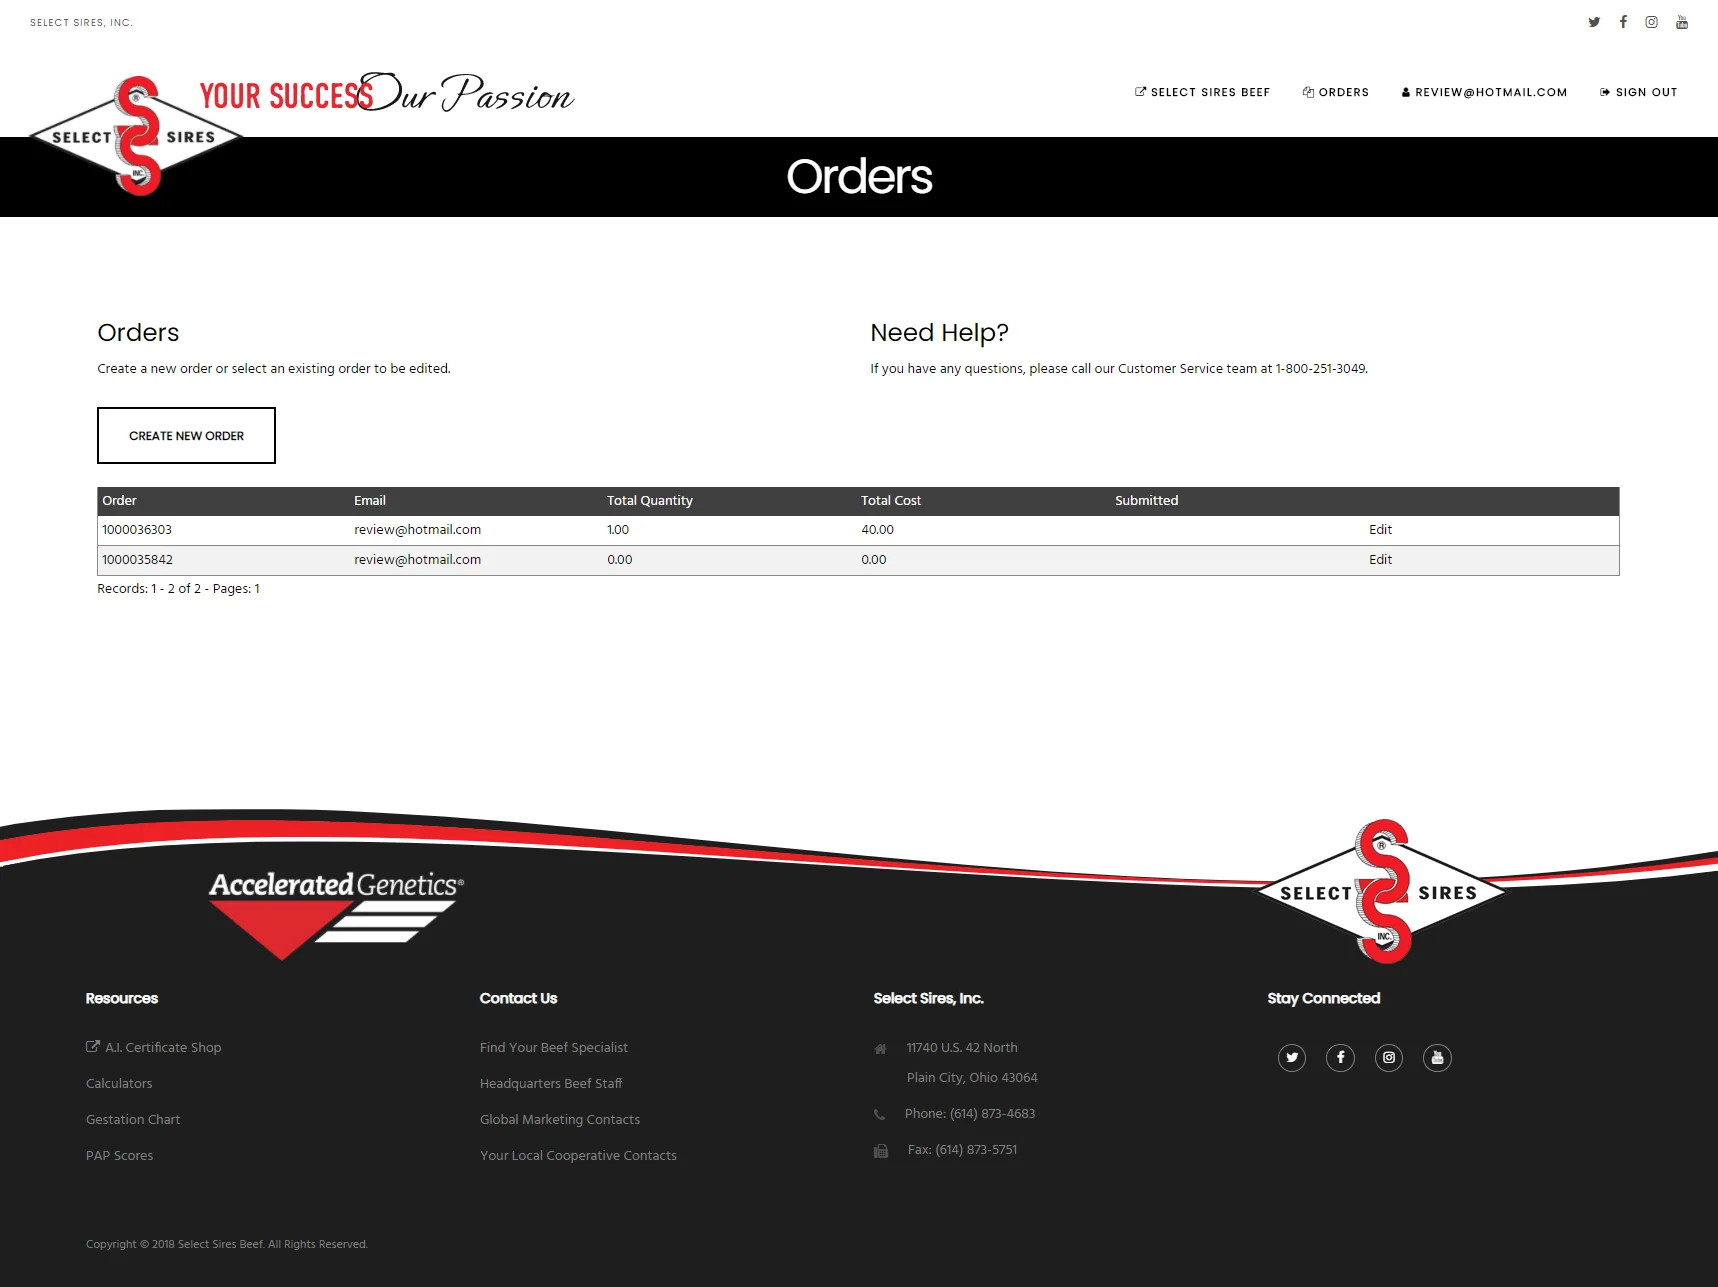 SELECT SIRES, INC.
YOUR SUCCESS Our Passion
SELECT SIRES BEEF
ORDERS
REVIEW@HOTMAIL.COM
SIGN OUT
®
SELECT SIRES
INC.
Orders
Orders
Create a new order or select an existing order to be edited.
Need Help?
If you have any questions, please call our Customer Service team at 1-800-251-3049.
CREATE NEW ORDER
Order Email Total Quantity Total Cost Submitted
1000036303 review@hotmail.com 1.00 40.00 Edit
1000035842 review@hotmail.com 0.00 0.00 Edit
Records: 1 - 2 of 2 - Pages: 1
Accelerated Genetics®
®
SELECT SIRES
INC.
Resources
A.I. Certificate Shop
Calculators
Gestation Chart
PAP Scores
Contact Us
Find Your Beef Specialist
Headquarters Beef Staff
Global Marketing Contacts
Your Local Cooperative Contacts
Select Sires, Inc.
11740 U.S. 42 North
Plain City, Ohio 43064
Phone: (614) 873-4683
Fax: (614) 873-5751
Stay Connected
Copyright © 2018 Select Sires Beef. All Rights Reserved.